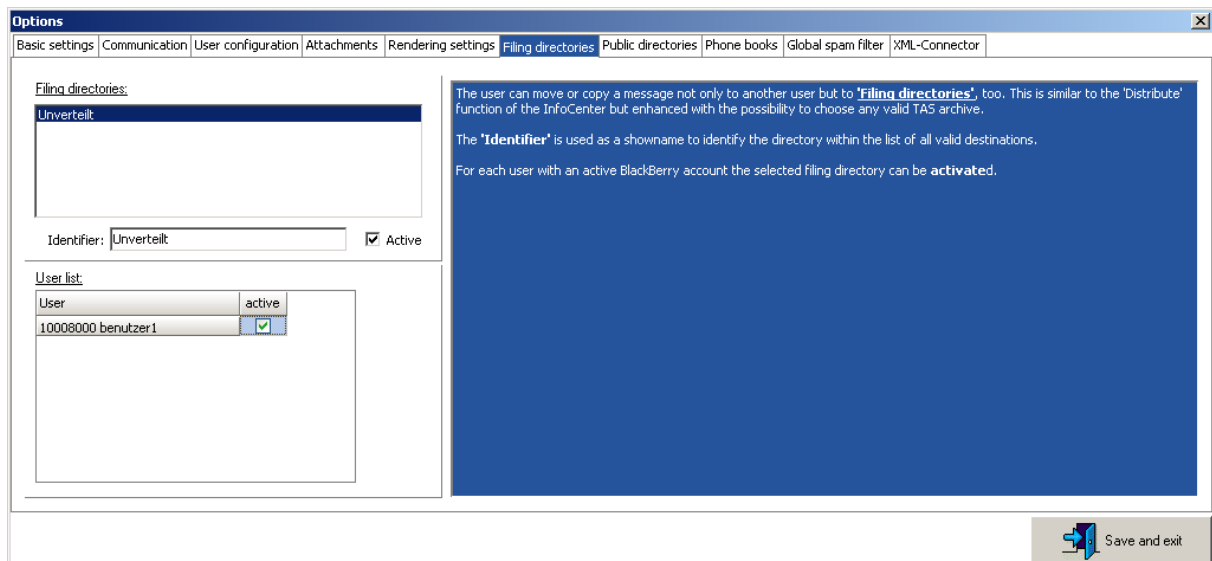 Options
Basic settings Communication User configuration Attachments Rendering settings Filing directories Public directories Phone books Global spam filter XML-Connector
Filing directories:
Unverteilt
Identifier: Unverteilt Active
User list:
User active
10008000 benutzer1
The user can move or copy a message not only to another user but to 'Filing directories', too. This is similar to the 'Distribute'
function of the InfoCenter but enhanced with the possibility to choose any valid TAS archive.
The 'Identifier' is used as a showname to identify the directory within the list of all valid destinations.
For each user with an active BlackBerry account the selected filing directory can be activated.
Save and exit